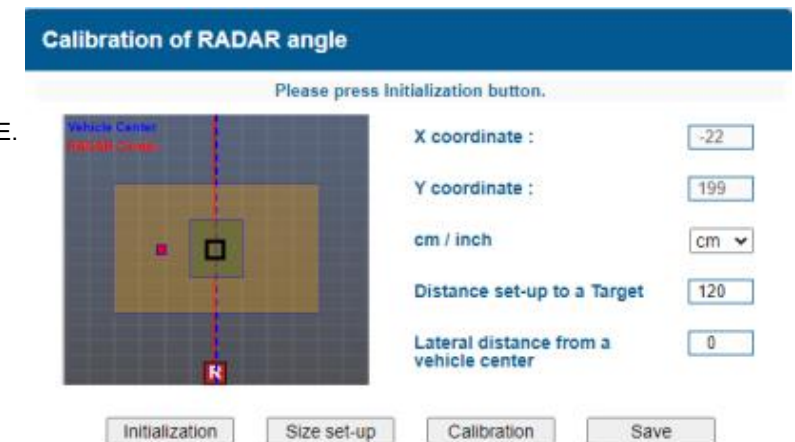 Calibration of RADAR angle
Please press Initialization button.
E.
Vehicle Center
RADAR Center
X coordinate : -22
Y coordinate : 199
cm / inch cm
Distance set-up to a Target 120
Lateral distance from a
vehicle center 0
R
Initialization Size set-up Calibration Save